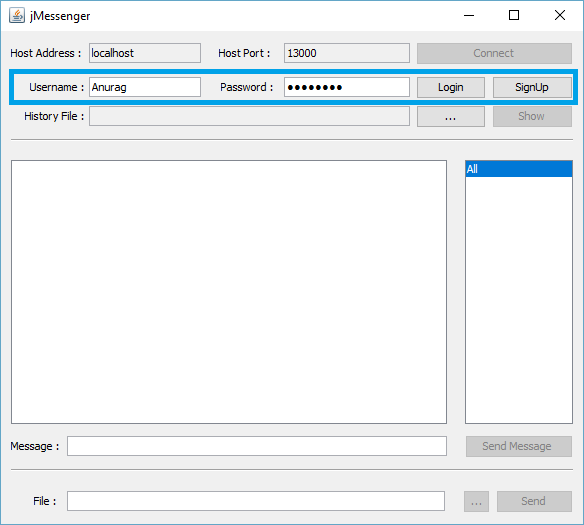 jMessenger
Host Address : localhost Host Port : 13000 Connect
Username : Anurag Password : ●●●●●●●● Login SignUp
History File : ... Show
All
Message : Send Message
File : ... Send